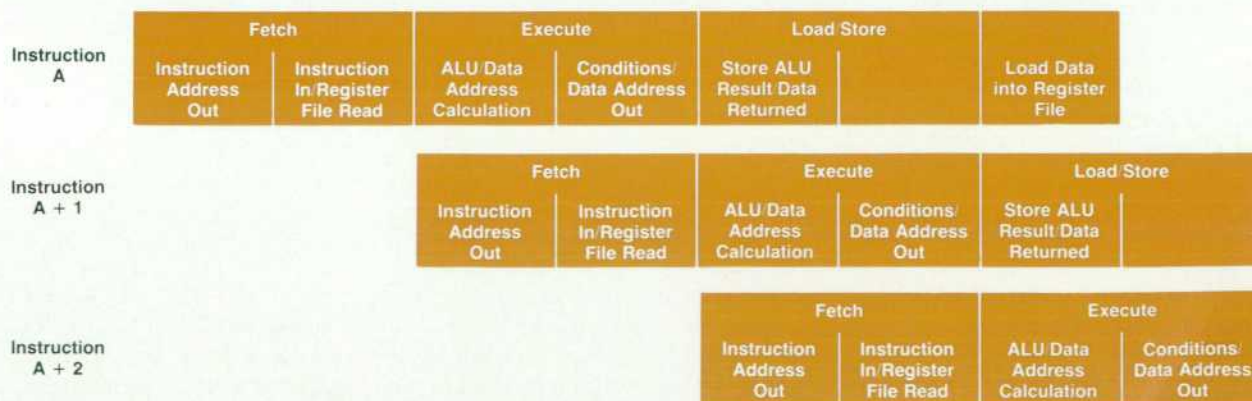 Instruction
A
Fetch
Instruction
Address
Out
Instruction
In/Register
File Read
Execute
ALU/Data
Address
Calculation
Conditions/
Data Address
Out
Load/Store
Store ALU
Result/Data
Returned
Load Data
into Register
File
Instruction
A + 1
Fetch
Instruction
Address
Out
Instruction
In/Register
File Read
Execute
ALU/Data
Address
Calculation
Conditions/
Data Address
Out
Load/Store
Store ALU
Result/Data
Returned
Instruction
A + 2
Fetch
Instruction
Address
Out
Instruction
In/Register
File Read
Execute
ALU/Data
Address
Calculation
Conditions/
Data Address
Out